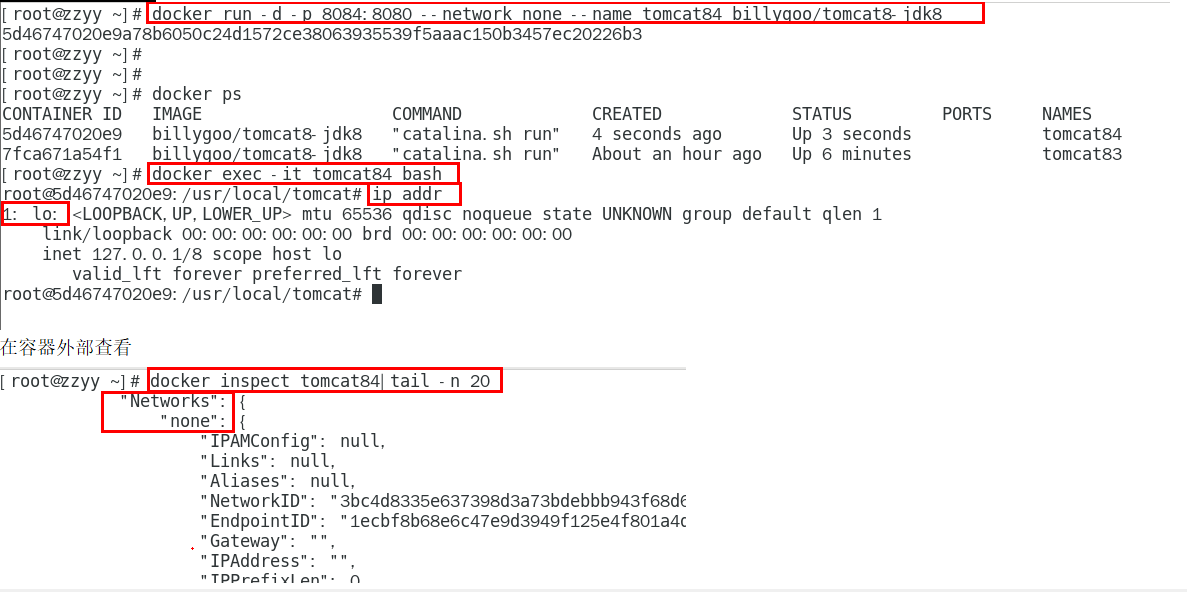 [root@zzyy ~]# docker run -d -p 8084:8080 --network none --name tomcat84 billygoo/tomcat8-jdk8
5d46747020e9a78b6050c24d1572ce38063935539f5aaac150b3457ec20226b3
[root@zzyy ~]#
[root@zzyy ~]#
[root@zzyy ~]# docker ps
CONTAINER ID   IMAGE                   COMMAND             CREATED             STATUS         PORTS     NAMES
5d46747020e9   billygoo/tomcat8-jdk8   "catalina.sh run"   4 seconds ago       Up 3 seconds             tomcat84
7fca671a54f1   billygoo/tomcat8-jdk8   "catalina.sh run"   About an hour ago   Up 6 minutes             tomcat83
[root@zzyy ~]# docker exec -it tomcat84 bash
root@5d46747020e9:/usr/local/tomcat# ip addr
1: lo: <LOOPBACK,UP,LOWER_UP> mtu 65536 qdisc noqueue state UNKNOWN group default qlen 1
    link/loopback 00:00:00:00:00:00 brd 00:00:00:00:00:00
    inet 127.0.0.1/8 scope host lo
       valid_lft forever preferred_lft forever
root@5d46747020e9:/usr/local/tomcat#
在容器外部查看
[root@zzyy ~]# docker inspect tomcat84|tail -n 20
            "Networks": {
                "none": {
                    "IPAMConfig": null,
                    "Links": null,
                    "Aliases": null,
                    "NetworkID": "3bc4d8335e637398d3a73bdebbb943f68d6
                    "EndpointID": "1ecbf8b68e6c47e9d3949f125e4f801a4d
                    "Gateway": "",
                    "IPAddress": "",
                    "IPPrefixLen": 0